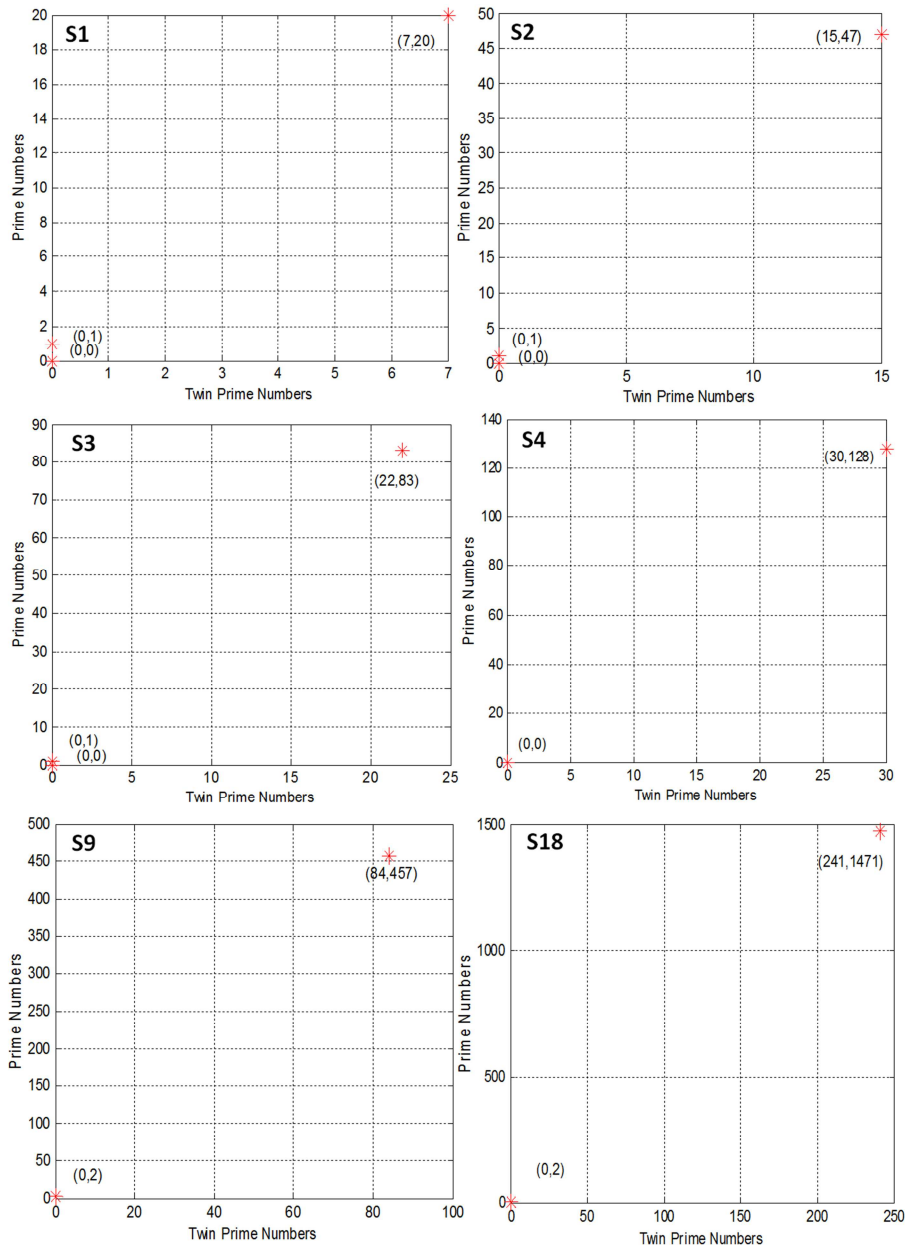 S1
(7,20)
20
18
16
14
12
10
8
6
4
2
0
Prime Numbers
(0,1)
(0,0)
0 1 2 3 4 5 6 7
Twin Prime Numbers
S2
(15,47)
50
45
40
35
30
25
20
15
10
5
0
Prime Numbers
(0,1)
(0,0)
0 5 10 15
Twin Prime Numbers
S3
(22,83)
90
80
70
60
50
40
30
20
10
0
Prime Numbers
(0,1)
(0,0)
0 5 10 15 20 25
Twin Prime Numbers
S4
(30,128)
140
120
100
80
60
40
20
0
Prime Numbers
(0,0)
0 5 10 15 20 25 30
Twin Prime Numbers
S9
(84,457)
500
450
400
350
300
250
200
150
100
50
0
Prime Numbers
(0,2)
0 20 40 60 80 100
Twin Prime Numbers
S18
(241,1471)
1500
1000
500
0
Prime Numbers
(0,2)
0 50 100 150 200 250
Twin Prime Numbers